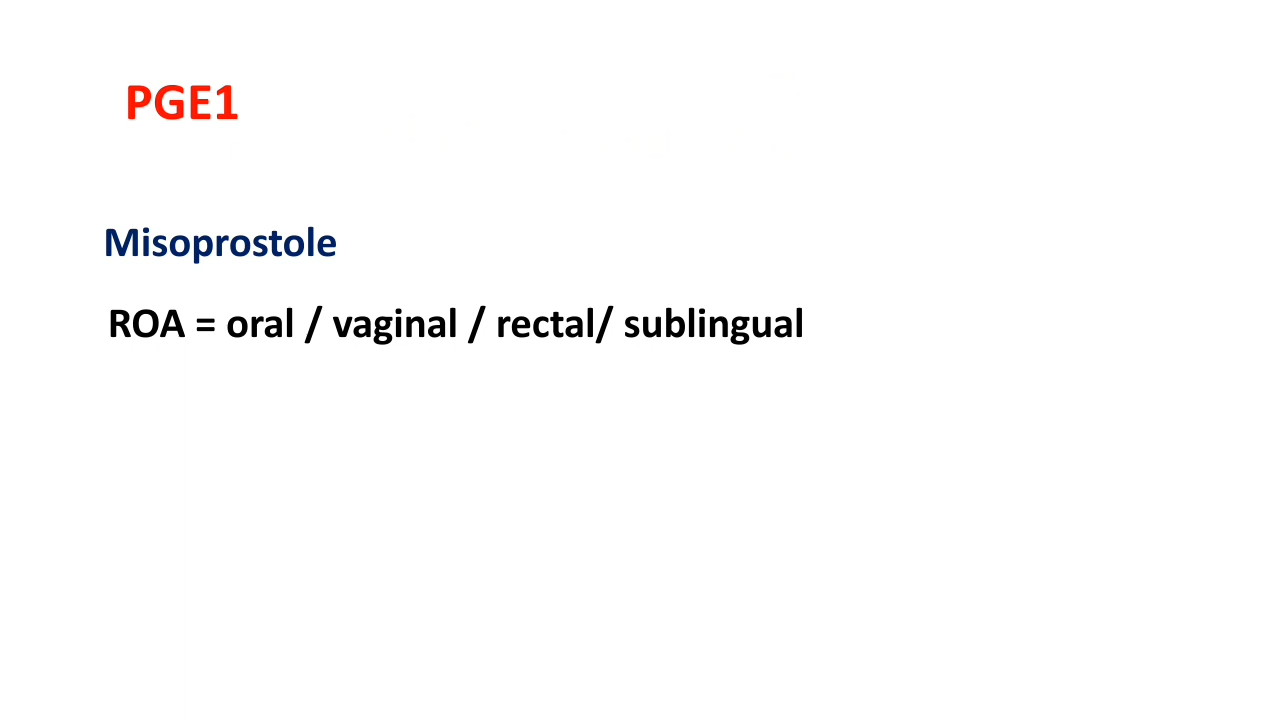 PGE1
Misoprostole
ROA = oral / vaginal / rectal/ sublingual